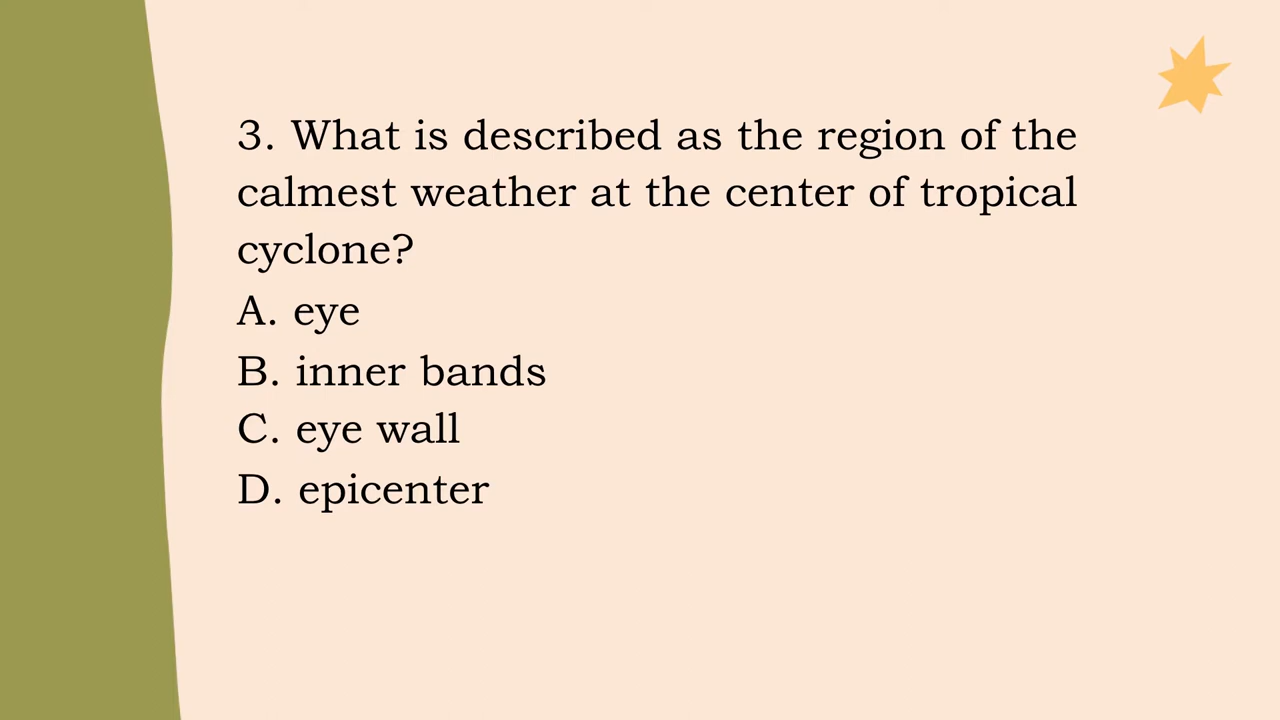 3. What is described as the region of the
calmest weather at the center of tropical
cyclone?
A. eye
B. inner bands
C. eye wall
D. epicenter